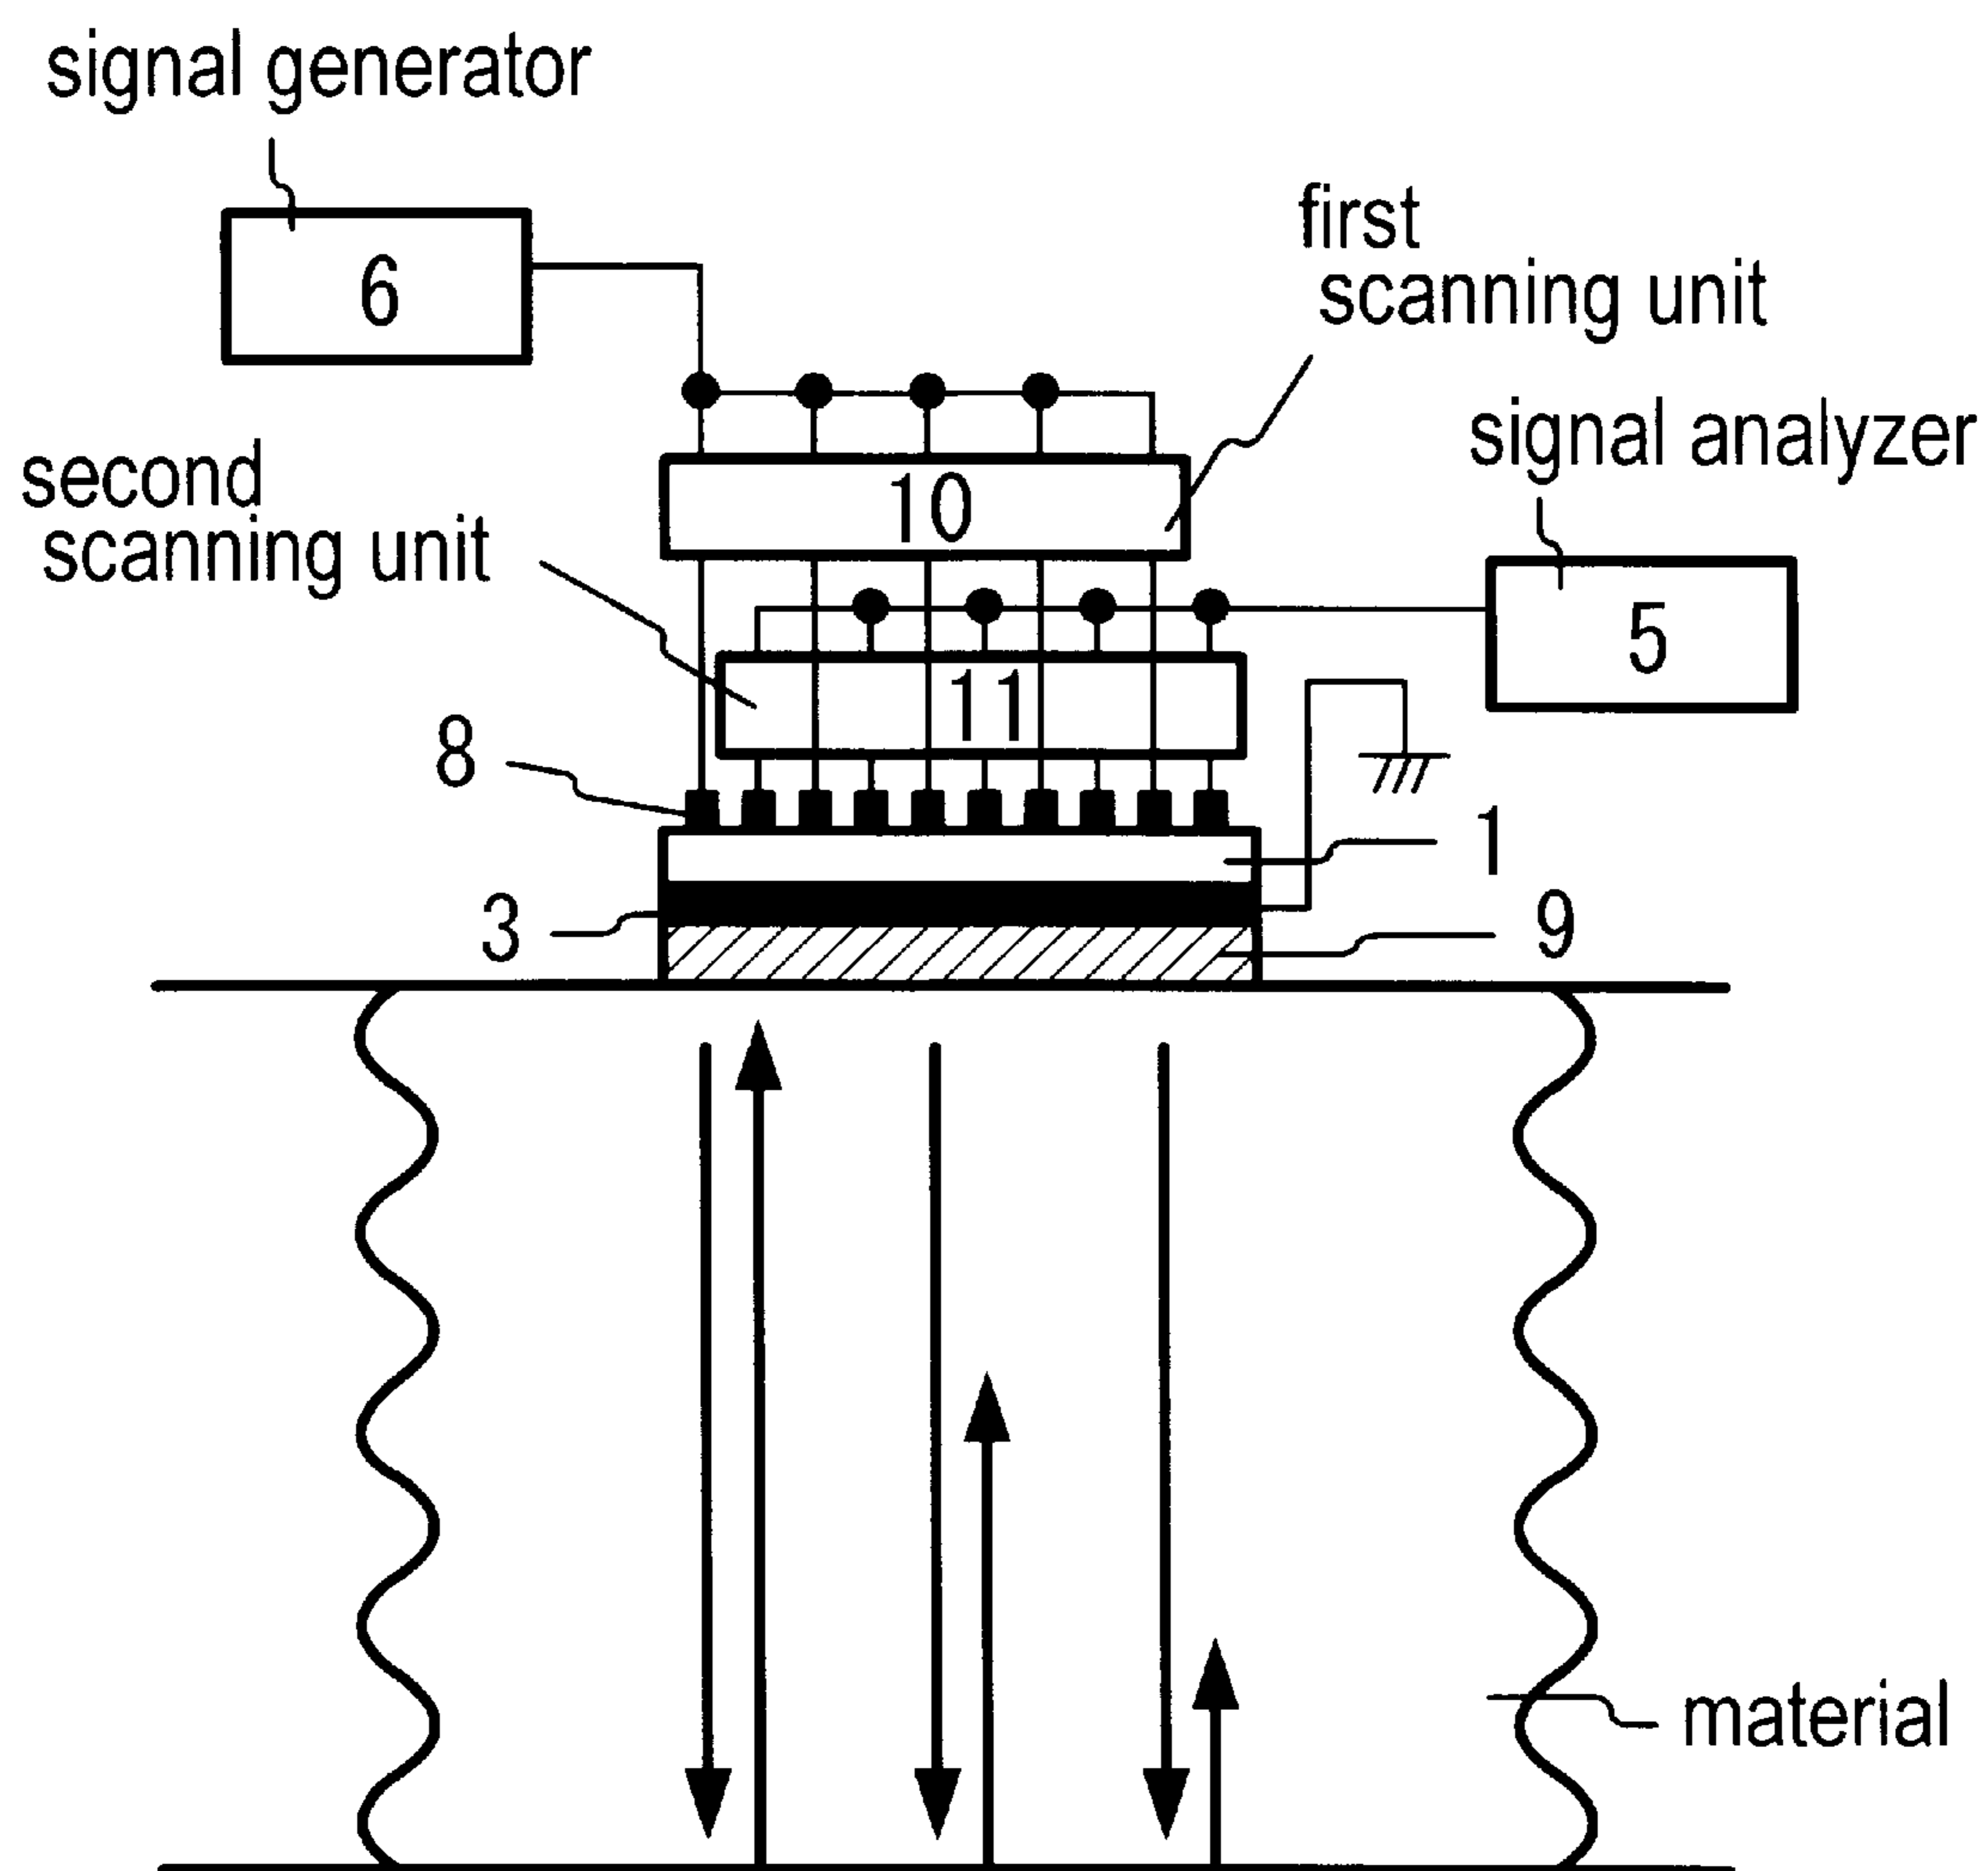 signal generator
6
first
scanning unit
signal analyzer
second
scanning unit
10
5
11
8
1
3
9
material